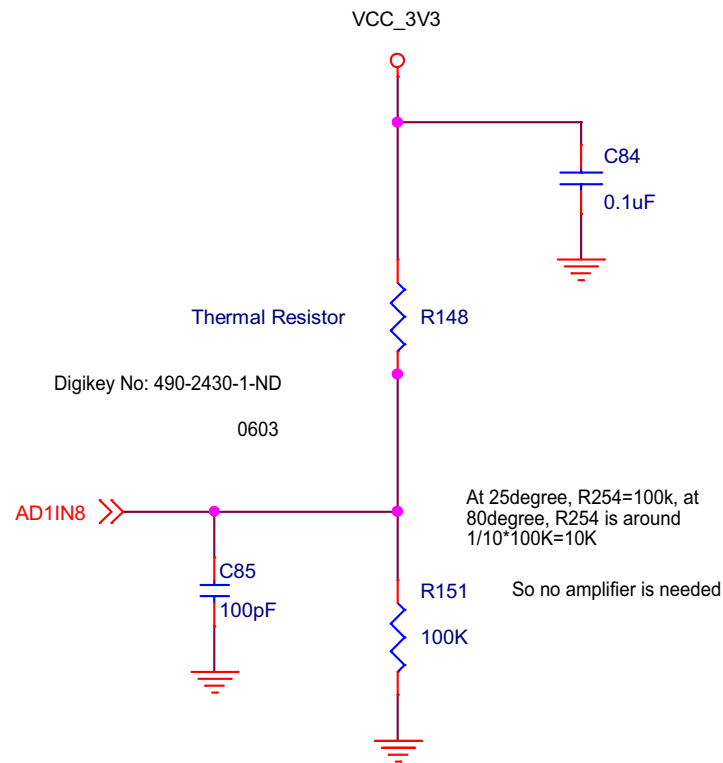 VCC_3V3
C84
0.1uF
Thermal Resistor
R148
Digikey No: 490-2430-1-ND
0603
AD1IN8
At 25degree, R254=100k, at
80degree, R254 is around
1/10*100K=10K
C85
100pF
R151
100K
So no amplifier is needed